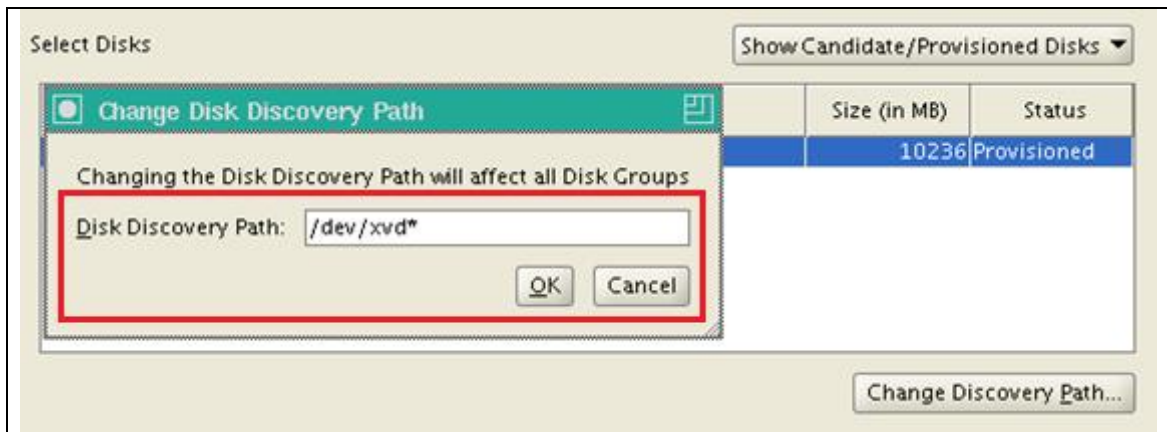 Select Disks
Show Candidate/Provisioned Disks
Change Disk Discovery Path
Size (in MB)
Status
10236
Provisioned
Changing the Disk Discovery Path will affect all Disk Groups
Disk Discovery Path:
/dev/xvd*
OK
Cancel
Change Discovery Path...